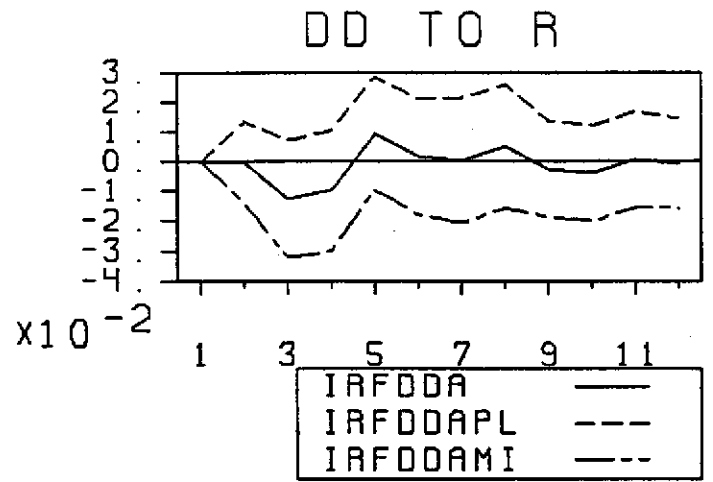 DD TO R
3.
2.
1.
0.
-1.
-2.
-3.
-4.
X10 -2
1 3 5 7 9 11
IRFDDA
IRFDDAPL
IRFDDAMI